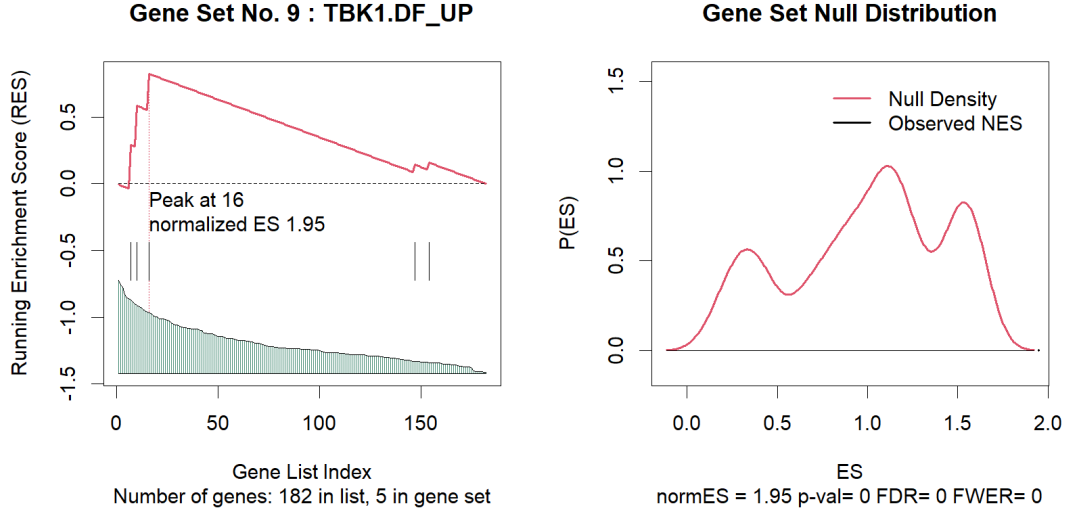 Gene Set No. 9 : TBK1.DF_UP
Running Enrichment Score (RES)
0.5
0.0
-0.5
-1.0
-1.5
Peak at 16
normalized ES 1.95
0 50 100 150
Gene List Index
Number of genes: 182 in list, 5 in gene set
Gene Set Null Distribution
P(ES)
1.5
1.0
0.5
0.0
Null Density
Observed NES
0.0 0.5 1.0 1.5 2.0
ES
normES = 1.95 p-val= 0 FDR= 0 FWER= 0